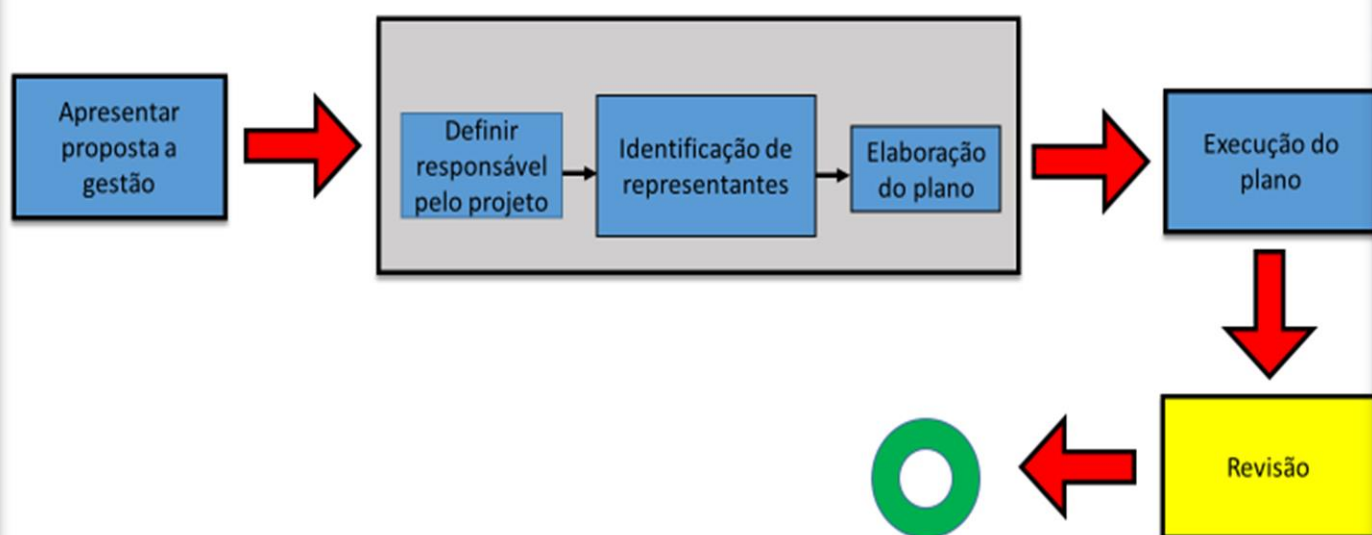 Apresentar
proposta a
gestão
Definir
responsável
pelo projeto
Identificação de
representantes
Elaboração
do plano
Execução do
plano
Revisão